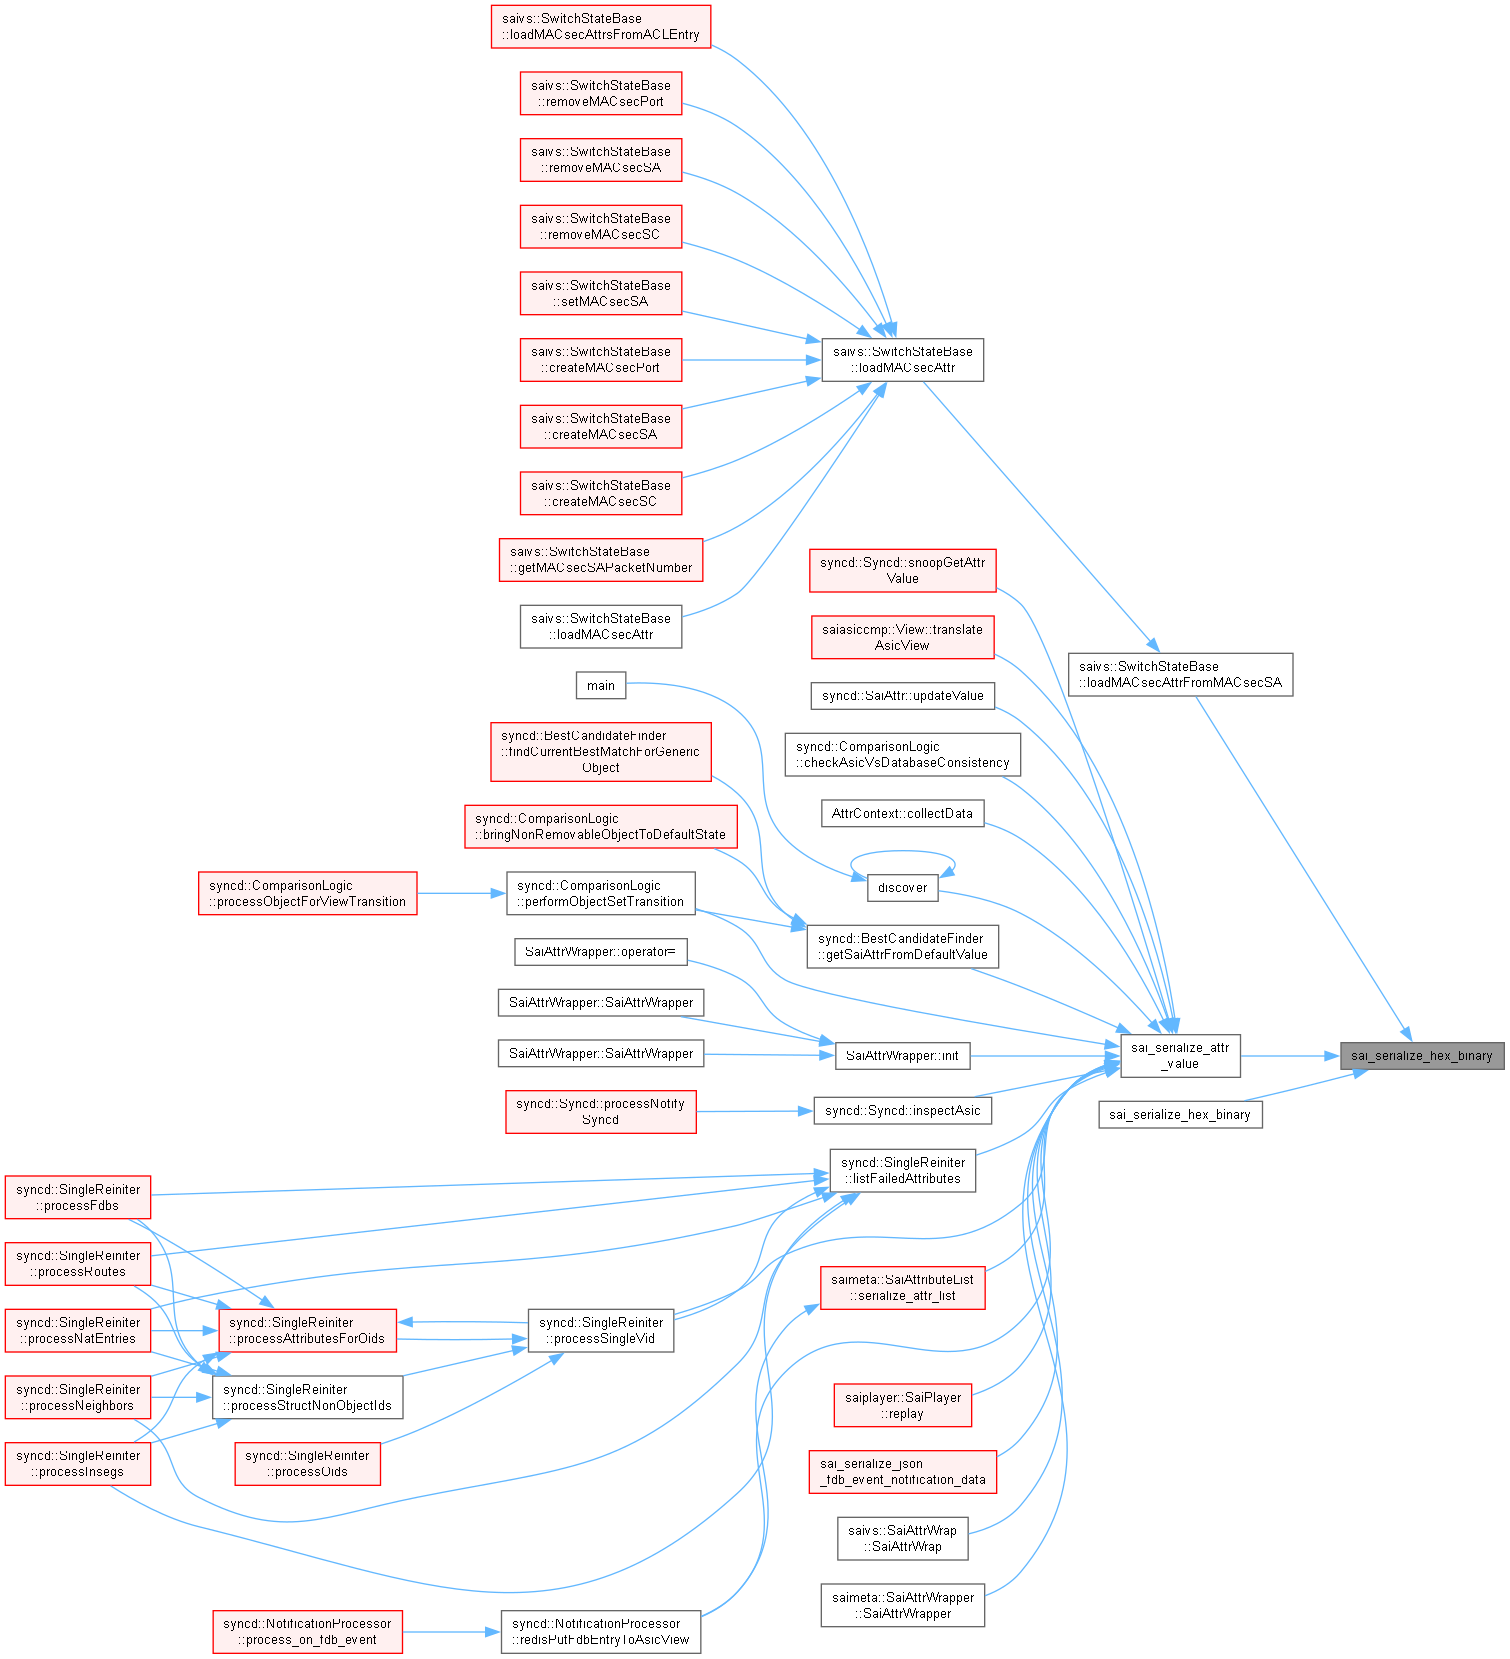 saivs::SwitchStateBase
::loadMACsecAttrsFromACLEntry
saivs::SwitchStateBase
::removeMACsecPort
saivs::SwitchStateBase
::removeMACsecSA
saivs::SwitchStateBase
::removeMACsecSC
saivs::SwitchStateBase
::setMACsecSA
saivs::SwitchStateBase
::createMACsecPort
saivs::SwitchStateBase
::createMACsecSA
saivs::SwitchStateBase
::createMACsecSC
saivs::SwitchStateBase
::getMACsecSAPacketNumber
saivs::SwitchStateBase
::loadMACsecAttr
saivs::SwitchStateBase
::loadMACsecAttr
syncd::Syncd::snoopGetAttr
Value
saiasiccmp::View::translate
AsicView
saivs::SwitchStateBase
::loadMACsecAttrFromMACsecSA
main
syncd::SaiAttr::updateValue
syncd::BestCandidateFinder
::findCurrentBestMatchForGeneric
Object
syncd::ComparisonLogic
::checkAsicVsDatabaseConsistency
syncd::ComparisonLogic
::bringNonRemovableObjectToDefaultState
AttrContext::collectData
discover
syncd::ComparisonLogic
::processObjectForViewTransition
syncd::ComparisonLogic
::performObjectSetTransition
syncd::BestCandidateFinder
::getSaiAttrFromDefaultValue
SaiAttrWrapper::operator=
SaiAttrWrapper::SaiAttrWrapper
SaiAttrWrapper::SaiAttrWrapper
SaiAttrWrapper::init
sai_serialize_attr
_value
sai_serialize_hex_binary
syncd::Syncd::processNotify
Syncd
syncd::Syncd::inspectAsic
sai_serialize_hex_binary
syncd::SingleReiniter
::listFailedAttributes
syncd::SingleReiniter
::processFdbs
syncd::SingleReiniter
::processRoutes
saimeta::SaiAttributeList
::serialize_attr_list
syncd::SingleReiniter
::processNatEntries
syncd::SingleReiniter
::processAttributesForOids
syncd::SingleReiniter
::processSingleVid
syncd::SingleReiniter
::processNeighbors
syncd::SingleReiniter
::processStructNonObjectIds
saiplayer::SaiPlayer
::replay
syncd::SingleReiniter
::processInsegs
syncd::SingleReiniter
::processOids
sai_serialize_json
_fdb_event_notification_data
saivs::SaiAttrWrap
::SaiAttrWrap
saimeta::SaiAttrWrapper
::SaiAttrWrapper
syncd::NotificationProcessor
::process_on_fdb_event
syncd::NotificationProcessor
::redisPutFdbEntryToAsicView